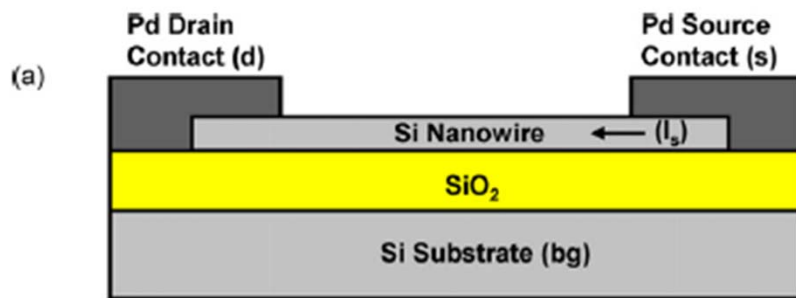 (a)
Pd Drain
Contact (d)
Pd Source
Contact (s)
Si Nanowire
(Iₛ)
SiO₂
Si Substrate (bg)